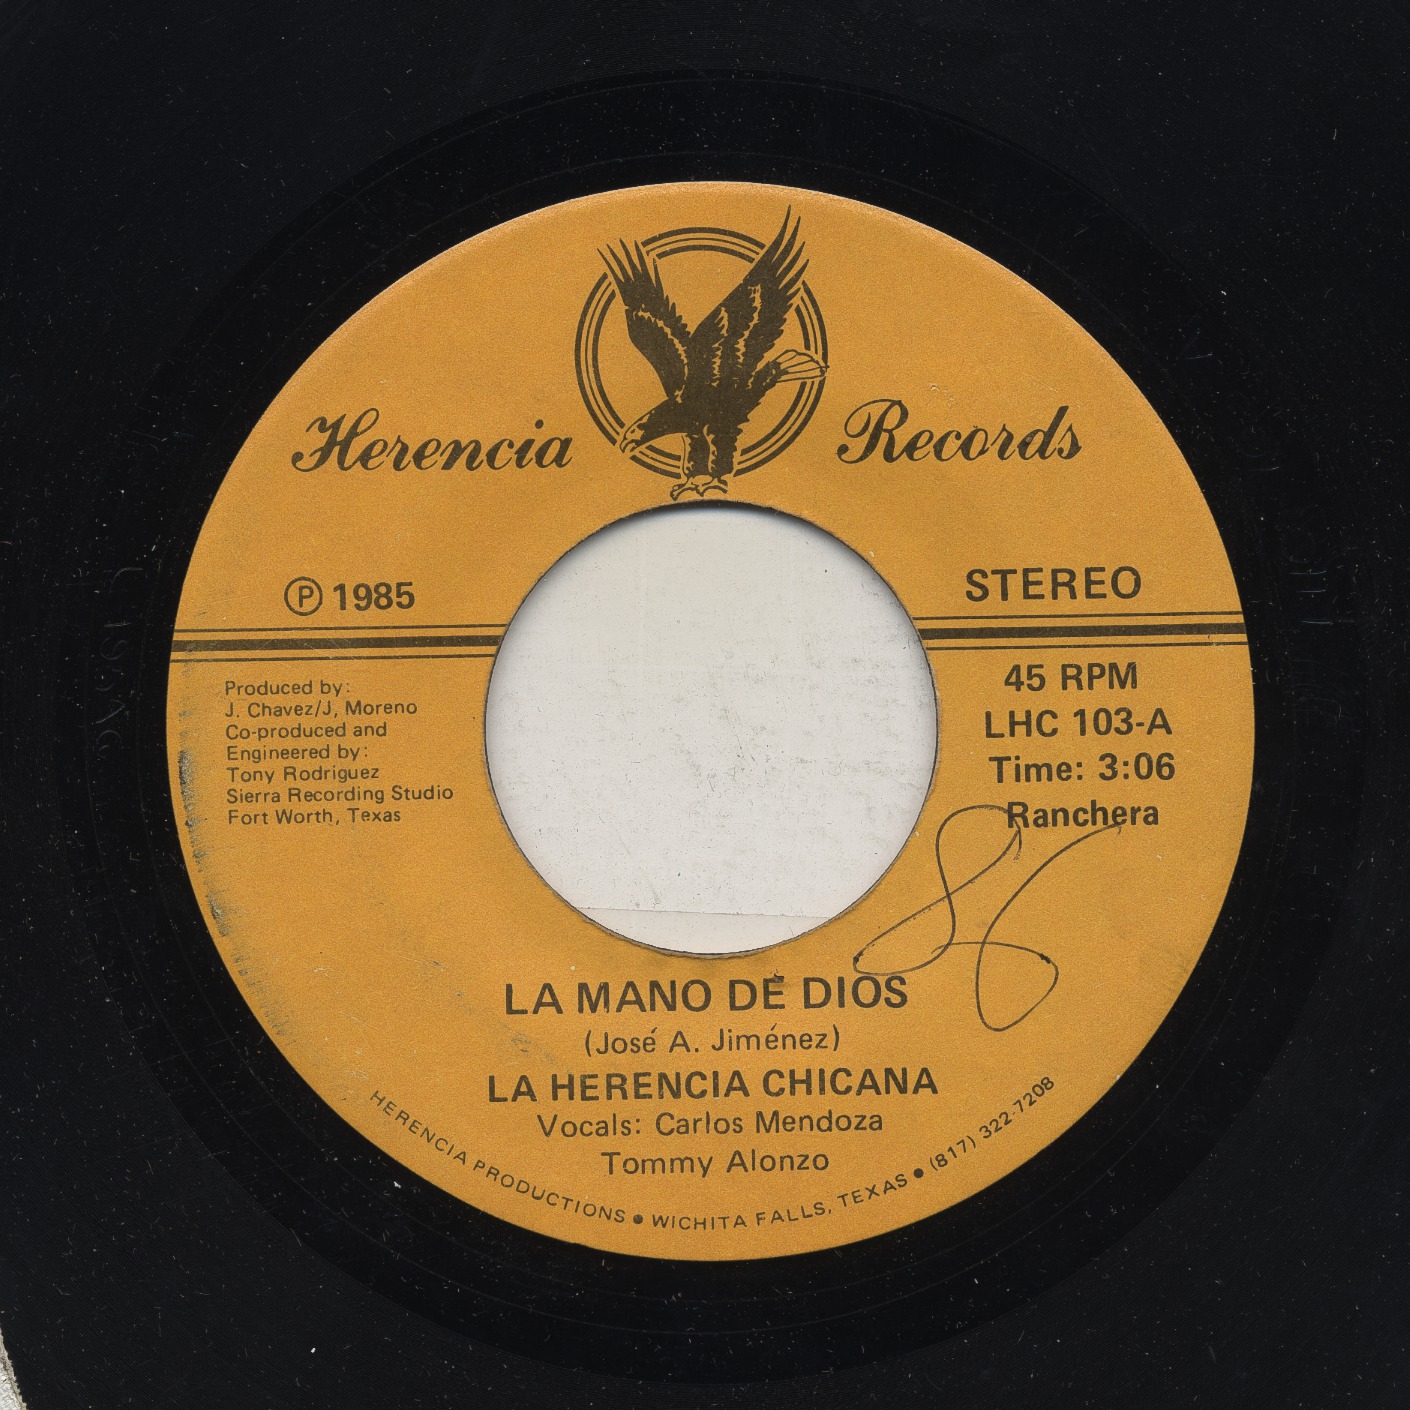 Herencia Records
Ⓟ 1985
STEREO
Produced by:
J. Chavez/J, Moreno
Co-produced and
Engineered by:
Tony Rodriguez
Sierra Recording Studio
Fort Worth, Texas
45 RPM
LHC 103-A
Time: 3:06
Ranchera
LA MANO DE DIOS
(José A. Jiménez)
LA HERENCIA CHICANA
Vocals: Carlos Mendoza
Tommy Alonzo
HERENCIA PRODUCTIONS • WICHITA FALLS, TEXAS • (817) 322-7208